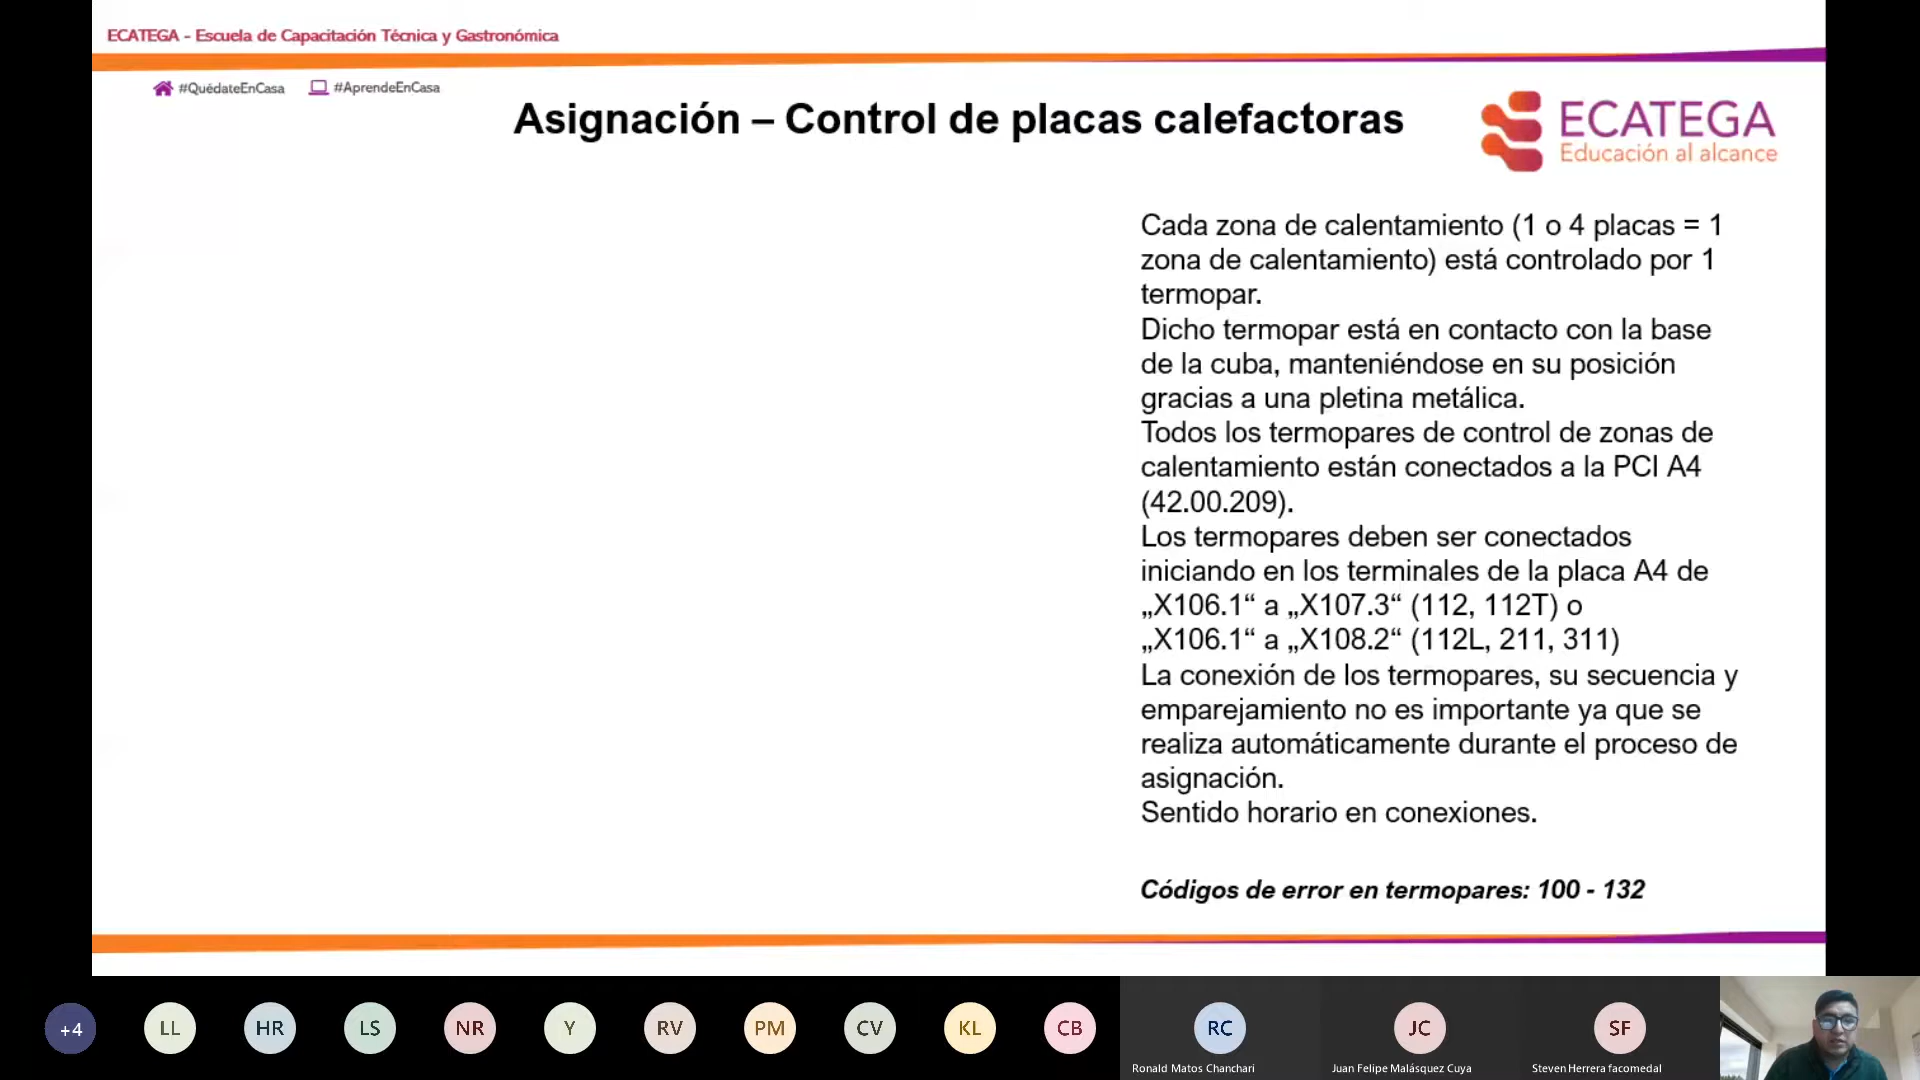 ECATEGA - Escuela de Capacitación Técnica y Gastronómica
#QuédateEnCasa #AprendeEnCasa
Asignación – Control de placas calefactoras
ECATEGA
Educación al alcance
Cada zona de calentamiento (1 o 4 placas = 1
zona de calentamiento) está controlado por 1
termopar.
Dicho termopar está en contacto con la base
de la cuba, manteniéndose en su posición
gracias a una pletina metálica.
Todos los termopares de control de zonas de
calentamiento están conectados a la PCI A4
(42.00.209).
Los termopares deben ser conectados
iniciando en los terminales de la placa A4 de
„X106.1“ a „X107.3“ (112, 112T) o
„X106.1“ a „X108.2“ (112L, 211, 311)
La conexión de los termopares, su secuencia y
emparejamiento no es importante ya que se
realiza automáticamente durante el proceso de
asignación.
Sentido horario en conexiones.
Códigos de error en termopares: 100 - 132
+4 LL HR LS NR Y RV PM CV KL CB RC JC SF
Ronald Matos Chanchari Juan Felipe Malásquez Cuya Steven Herrera facomedal